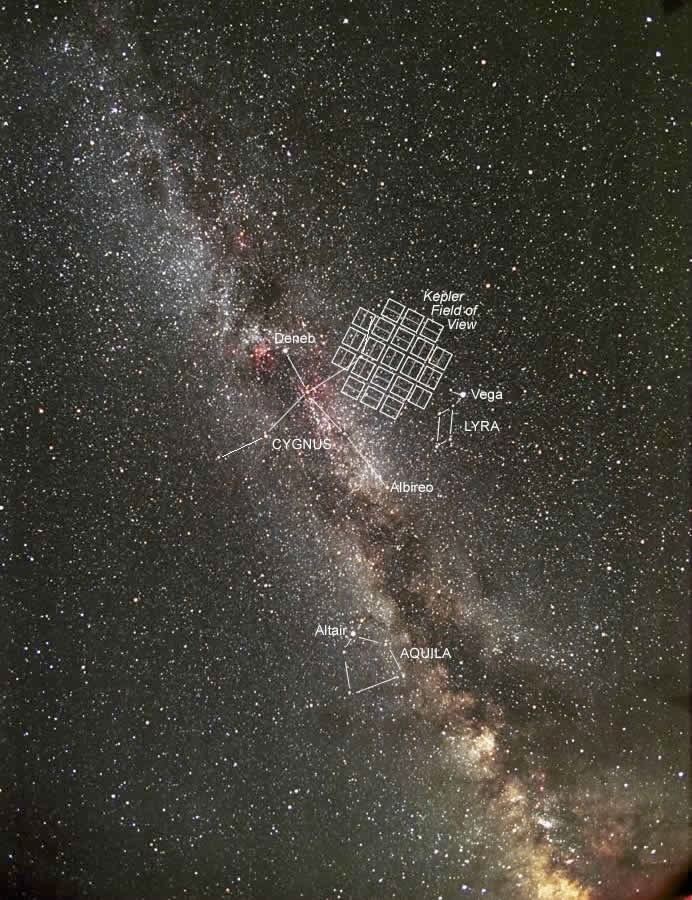 Kepler
Field of
View
Deneb
Vega
LYRA
CYGNUS
Albireo
Altair
AQUILA